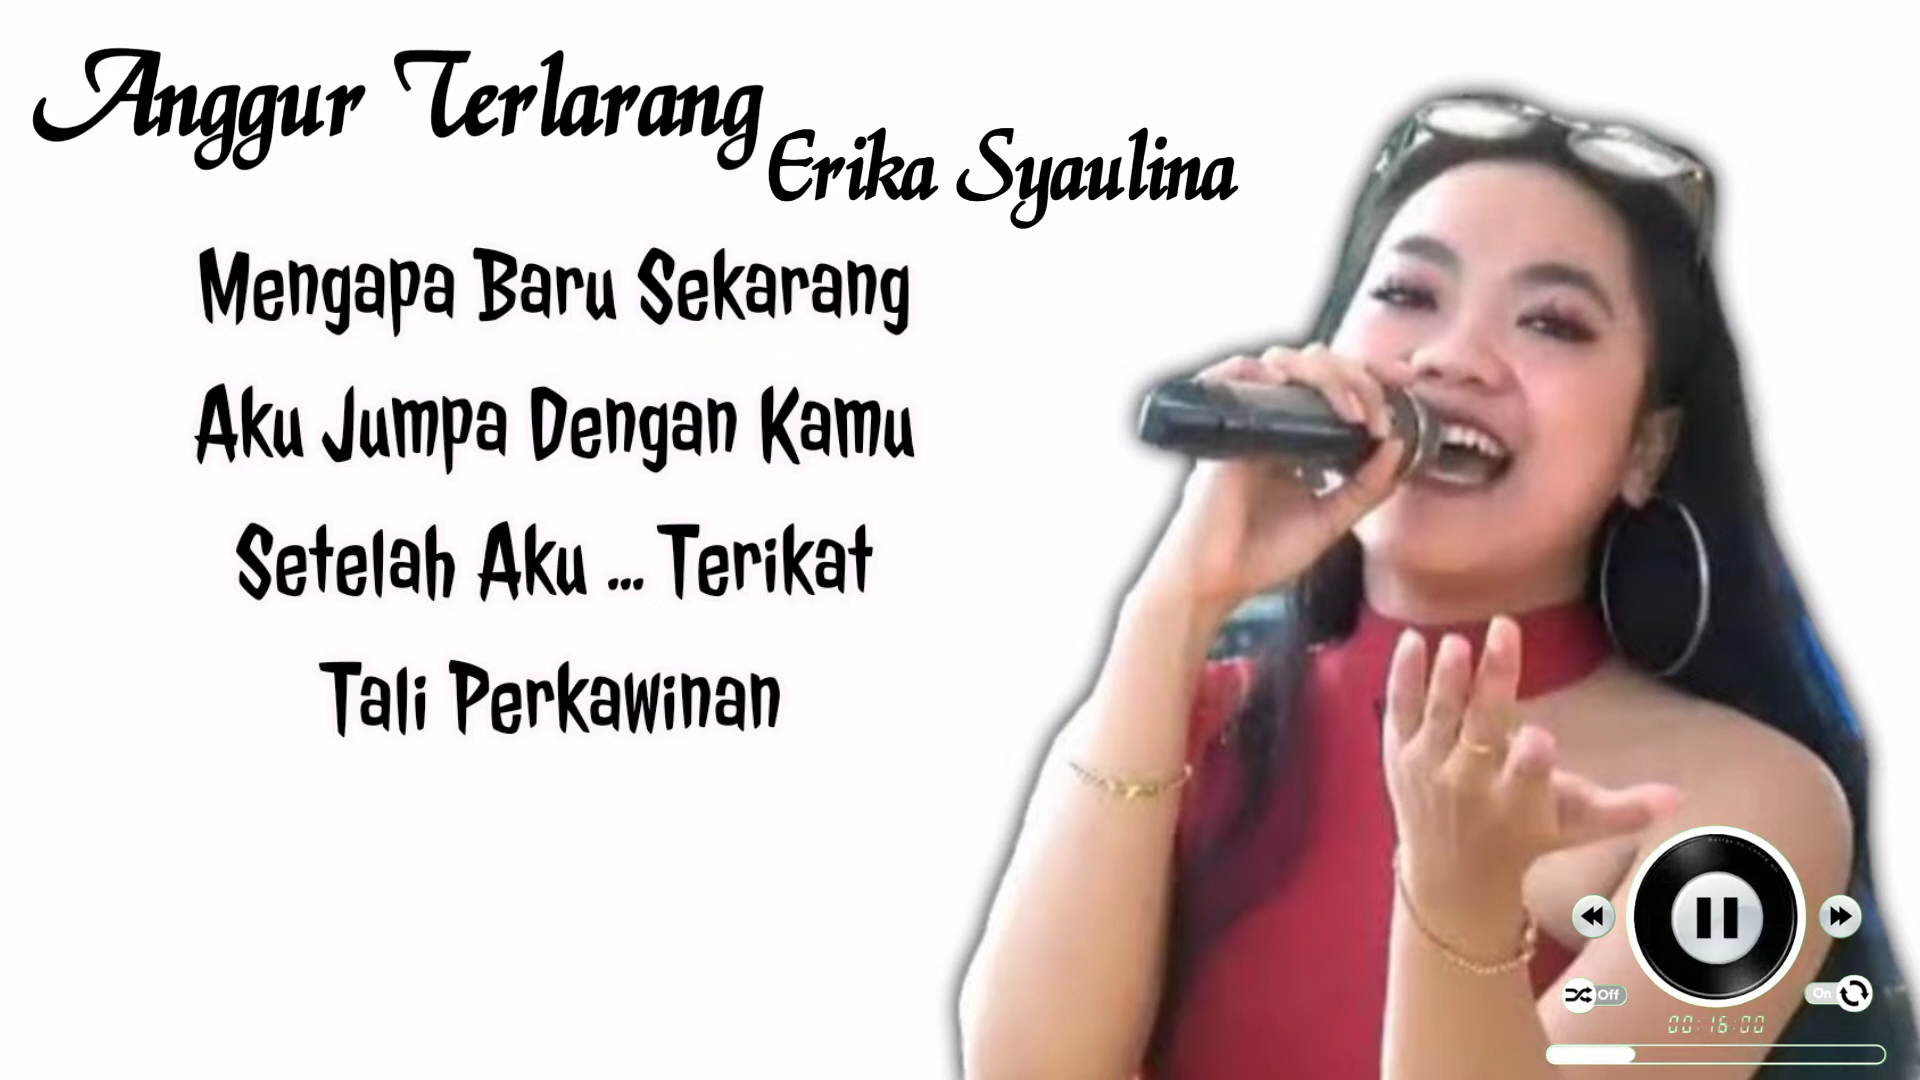 Anggur Terlarang
Erika Syaulina
Mengapa Baru Sekarang
Aku Jumpa Dengan Kamu
Setelah Aku ... Terikat
Tali Perkawinan
Off
On
00:16:00